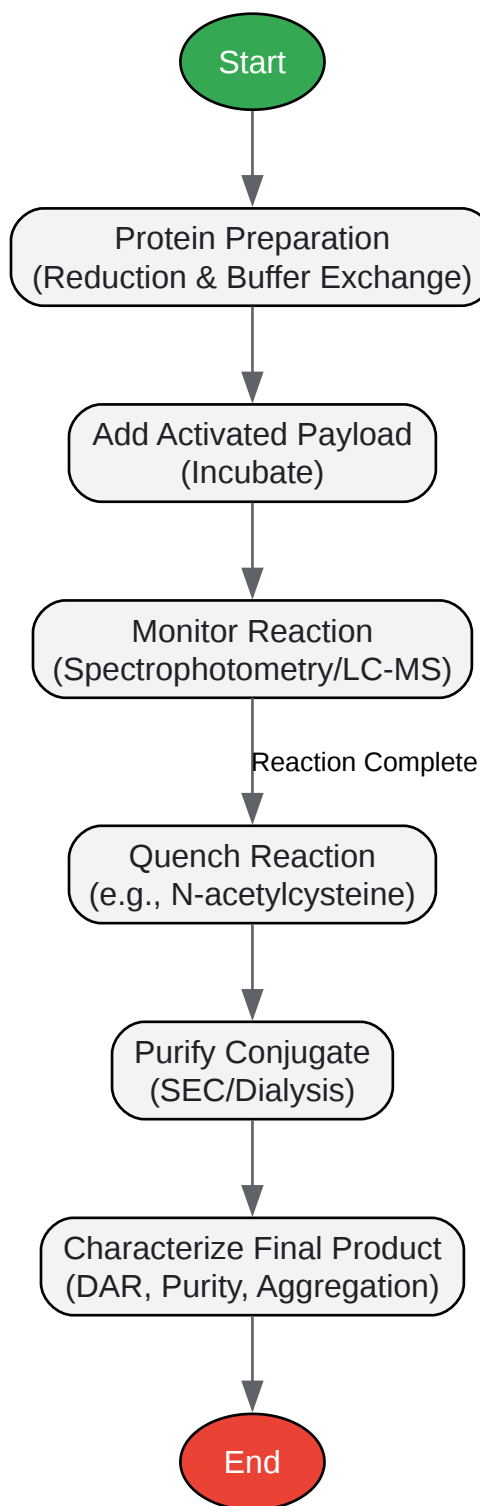 Start
Protein Preparation
(Reduction & Buffer Exchange)
Add Activated Payload
(Incubate)
Monitor Reaction
(Spectrophotometry/LC-MS)
Reaction Complete
Quench Reaction
(e.g., N-acetylcysteine)
Purify Conjugate
(SEC/Dialysis)
Characterize Final Product
(DAR, Purity, Aggregation)
End